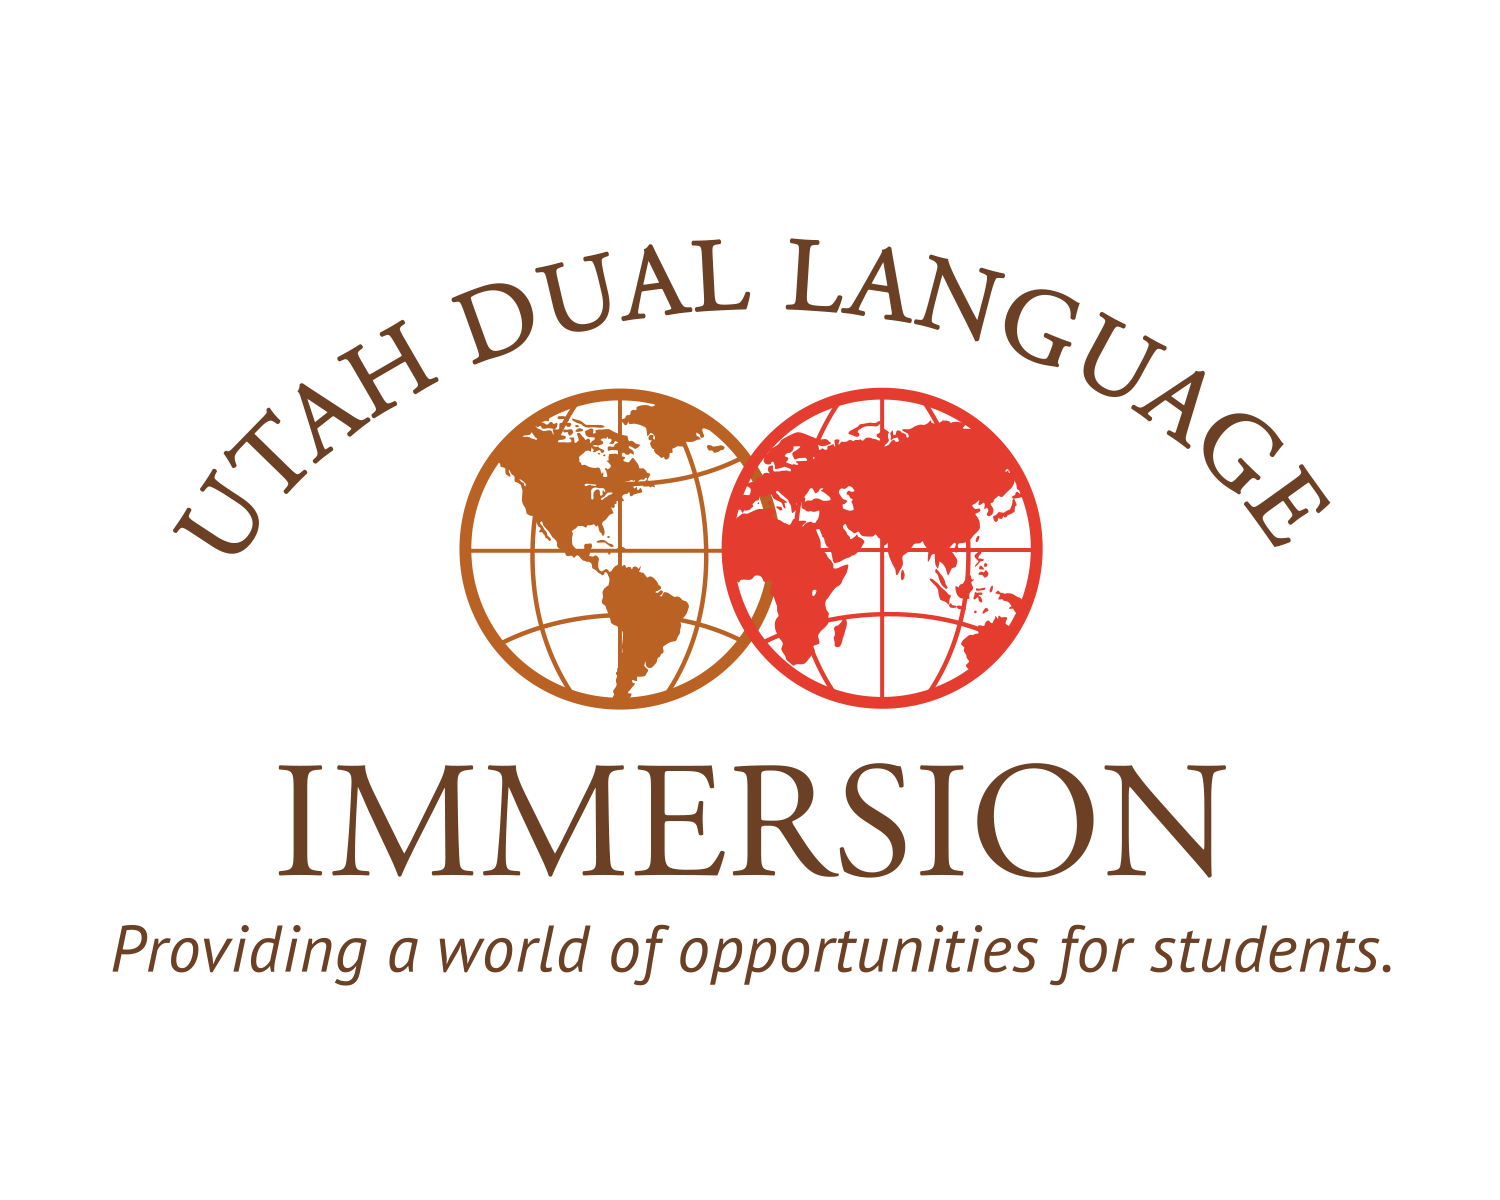 UTAH DUAL LANGUAGE
IMMERSION
Providing a world of opportunities for students.